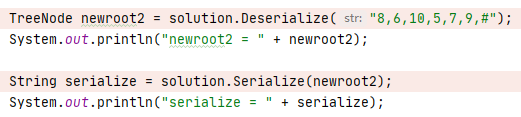 TreeNode newroot2 = solution.Deserialize( str: "8,6,10,5,7,9,#");
System.out.println("newroot2 = " + newroot2);
String serialize = solution.Serialize(newroot2);
System.out.println("serialize = " + serialize);